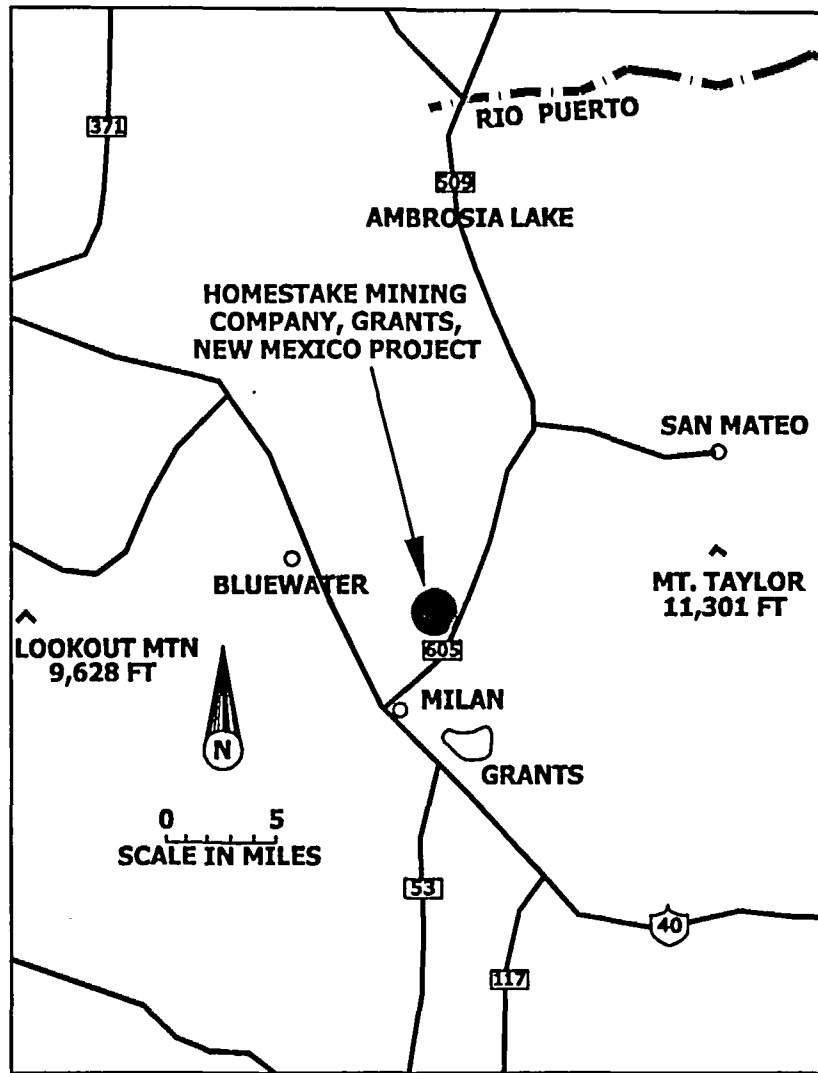 371
RIO PUERTO
509
AMBROSIA LAKE
HOMESTAKE MINING
COMPANY, GRANTS,
NEW MEXICO PROJECT
SAN MATEO
BLUEWATER
MT. TAYLOR
11,301 FT
LOOKOUT MTN
9,628 FT
605
MILAN
N
GRANTS
0 5
SCALE IN MILES
53
40
117